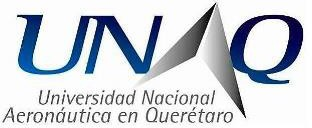 UNAQ
Universidad Nacional
Aeronáutica en Querétaro